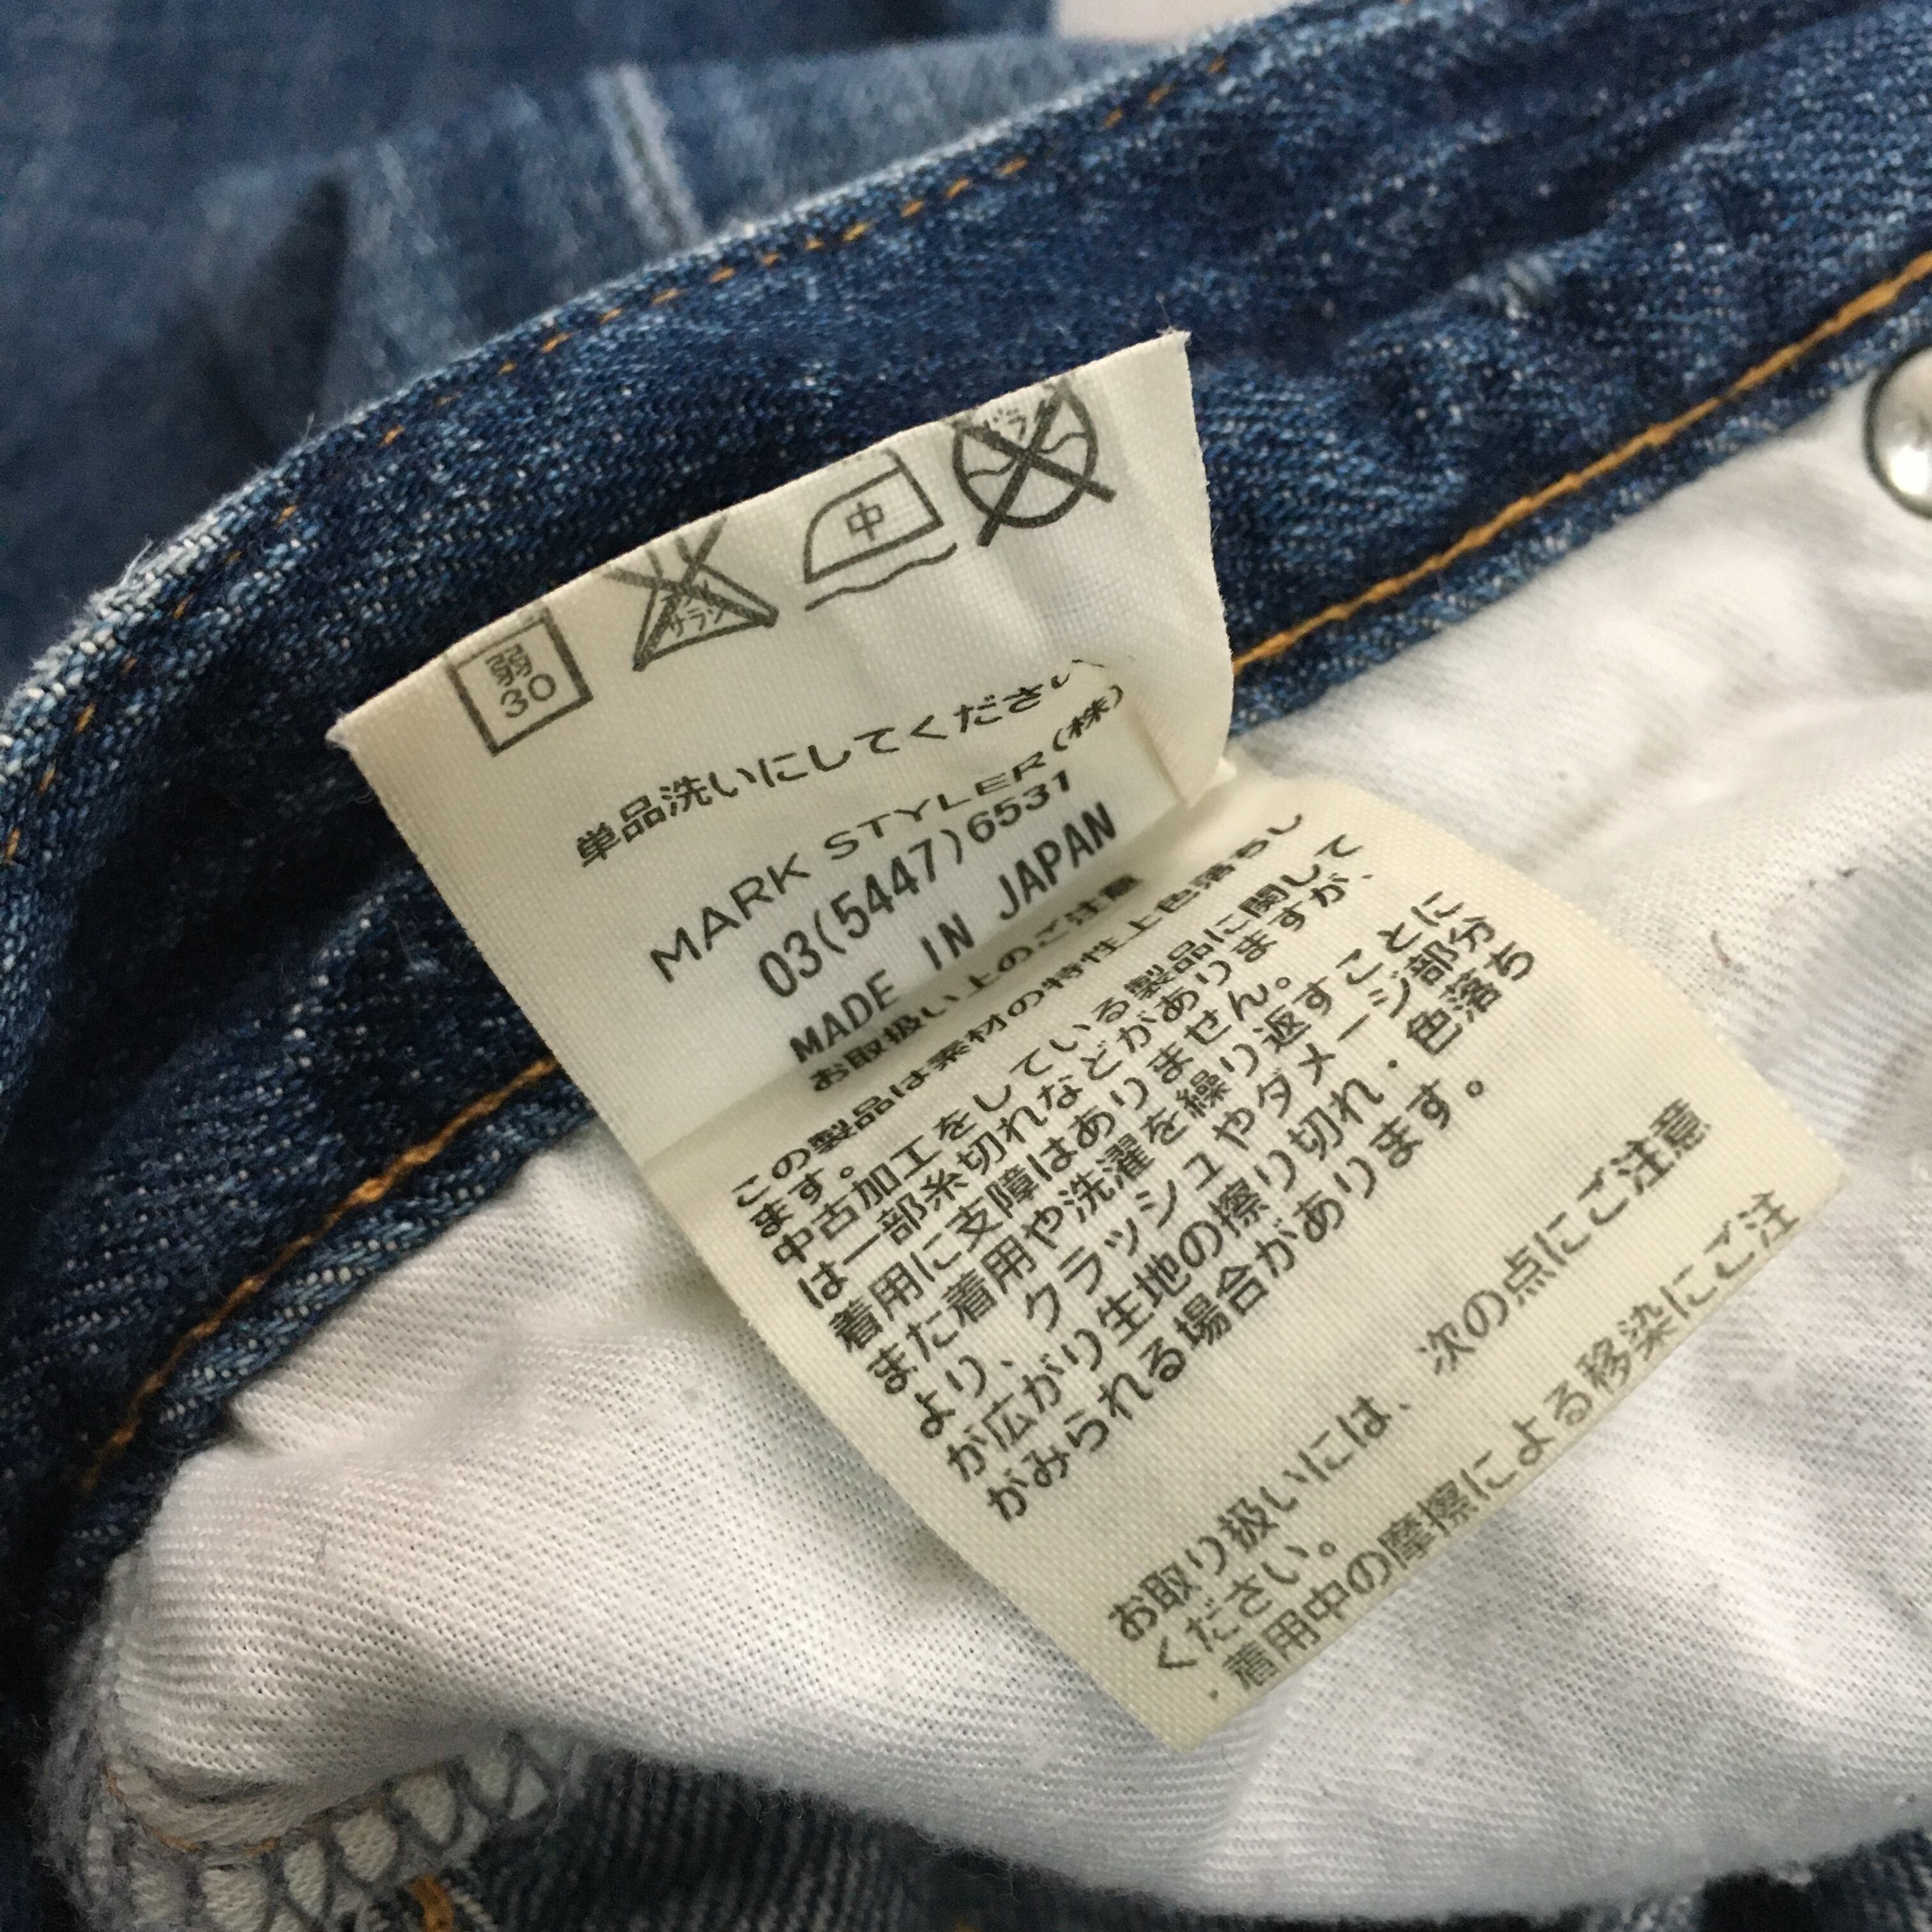 弱
30
サラシ
中
ドライ
単品洗いにしてください
MARK STYLER(株)
03(5447)6531
MADE IN JAPAN
お取扱い上のご注意
この製品は素材の特性上色落ちし
ます。
中古加工をしている製品に関して
は一部糸切れなどがありますが、
着用に支障はありません。
また着用や洗濯を繰り返すことに
より、クラッシュやダメージ部分
が広がり生地の擦り切れ・色落ち
がみられる場合があります。
お取り扱いには、次の点にご注意
ください。
・着用中の摩擦による移染にご注